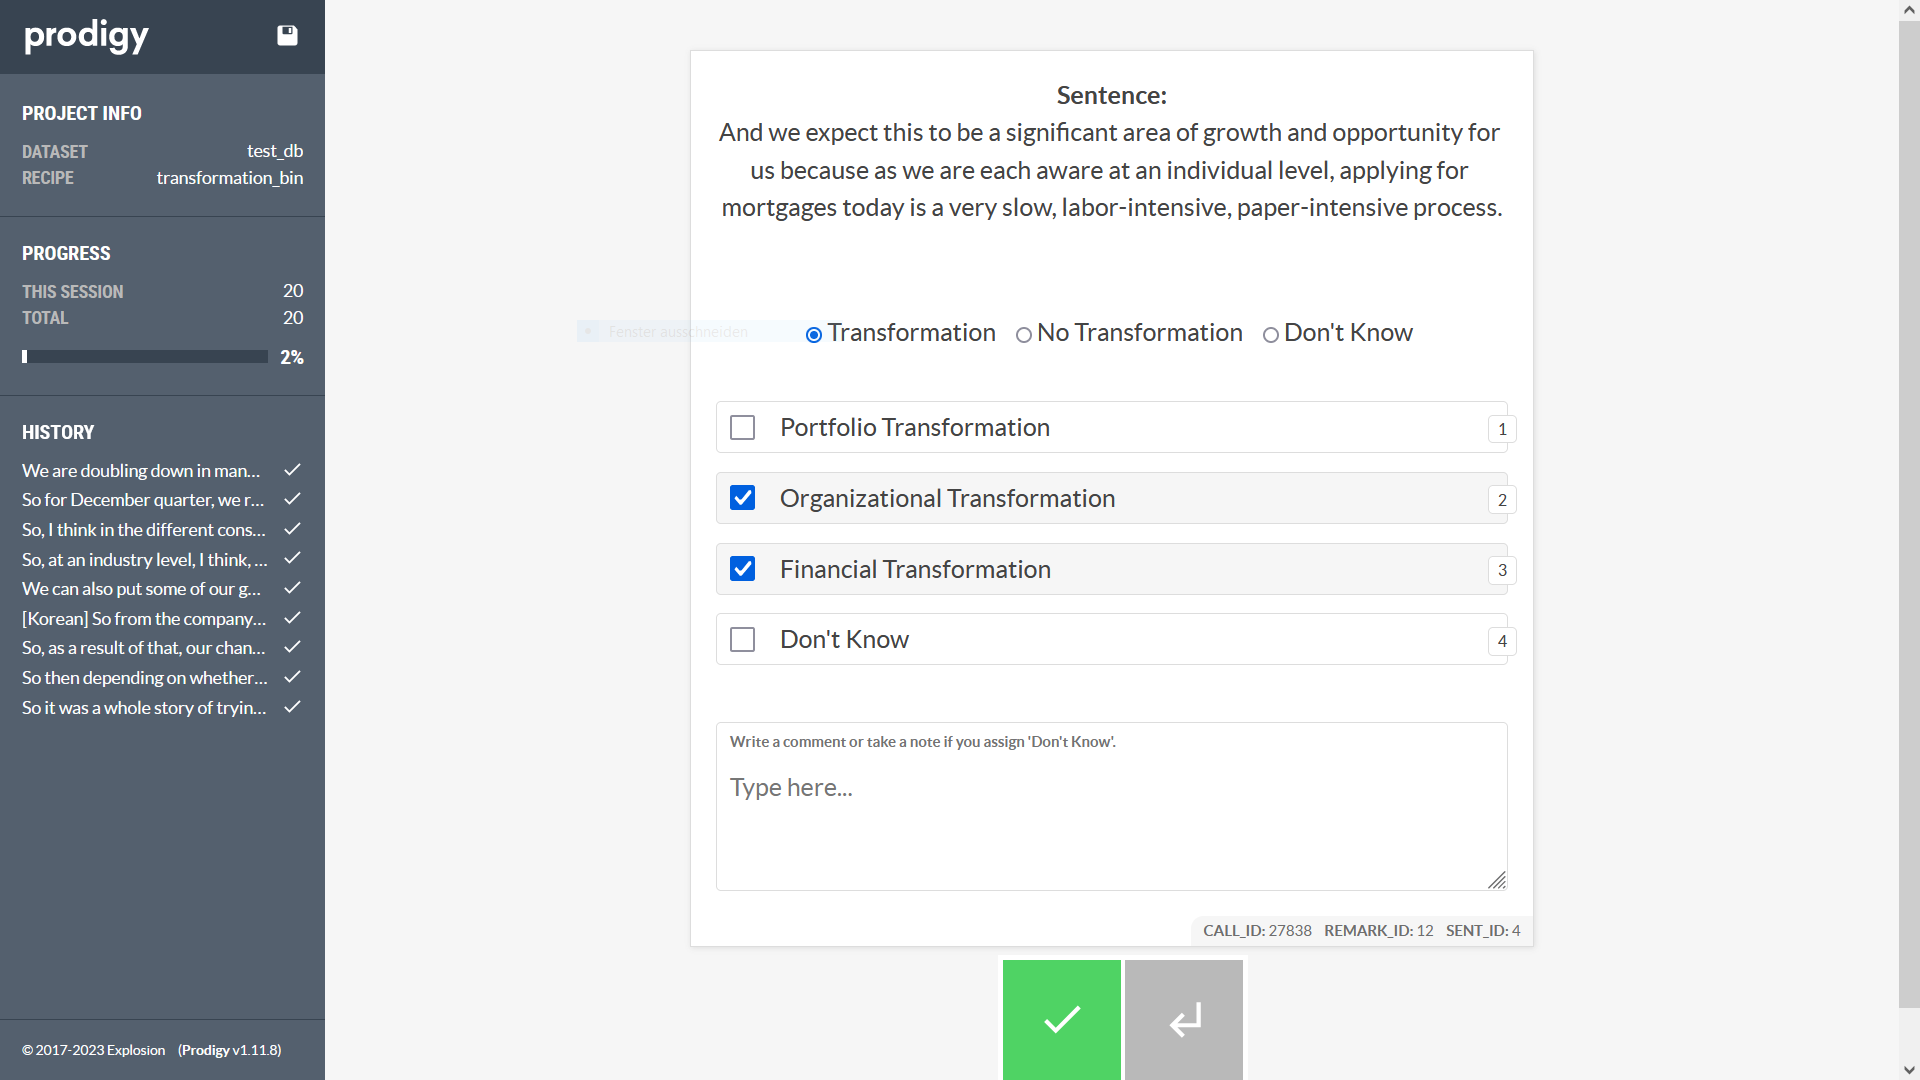 prodigy
PROJECT INFO
DATASET test_db
RECIPE transformation_bin
PROGRESS
THIS SESSION 20
TOTAL 20
2%
HISTORY
We are doubling down in man...
So for December quarter, we r...
So, I think in the different cons...
So, at an industry level, I think, ...
We can also put some of our g...
[Korean] So from the company...
So, as a result of that, our chan...
So then depending on whether...
So it was a whole story of tryin...
© 2017-2023 Explosion (Prodigy v1.11.8)
Sentence:
And we expect this to be a significant area of growth and opportunity for
us because as we are each aware at an individual level, applying for
mortgages today is a very slow, labor-intensive, paper-intensive process.
Fenster ausschneiden
Transformation No Transformation Don't Know
Portfolio Transformation 1
Organizational Transformation 2
Financial Transformation 3
Don't Know 4
Write a comment or take a note if you assign 'Don't Know'.
Type here...
CALL_ID: 27838 REMARK_ID: 12 SENT_ID: 4